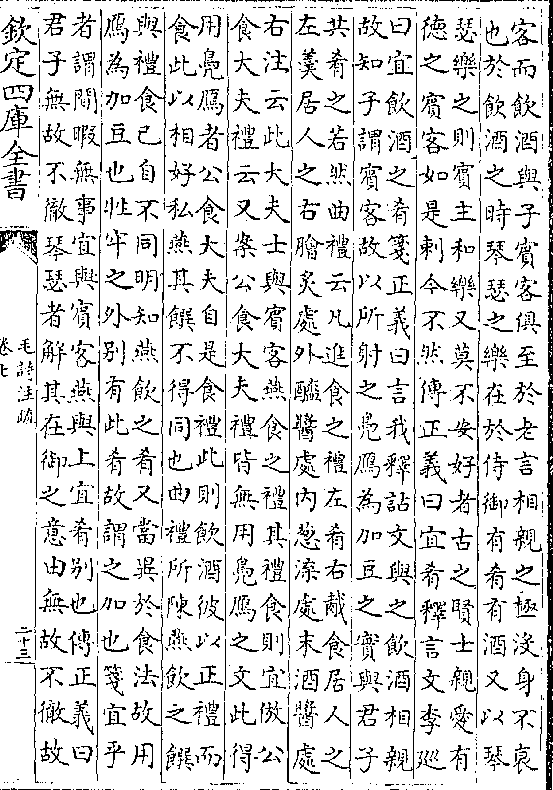 客而飲酒與子賓客俱至於老言相親之極沒身不衰
也於飲酒之時琴瑟之樂在於侍御有肴有酒又以琴
瑟樂之則賓主和樂又莫不安好者古之賢士親愛有
德之賓客如是刺今不然傳正義曰宜肴釋言文李廵
曰宜飲酒之肴箋正義曰言我釋詁文與之飲酒相親
故知子謂賓客故以所射之鳬鴈為加豆之實與君子
共肴之若然曲禮云凡進食之禮左肴右胾食居人之
左羹居人之右膾炙處外醯醬處内葱渫處末酒醬處
右注云此大夫士與賓客燕食之禮其禮食則宜倣公
食大夫禮云又案公食大夫禮皆無用鳬鴈之文此得
用鳬鴈者公食大夫自是食禮此則飲酒彼以正禮而
食此以相好私燕其饌不得同也曲禮所陳燕飲之饌
與禮食已自不同明知燕飲之肴又當異於食法故用
鴈為加豆也牲牢之外别有此肴故謂之加也箋宜乎
者謂閒暇無事宜與賓客燕與上宜肴别也傳正義曰
君子無故不徹琴瑟者解其在御之意由無故不徹故
欽定四庫全書
毛詩注疏
卷七
二十三